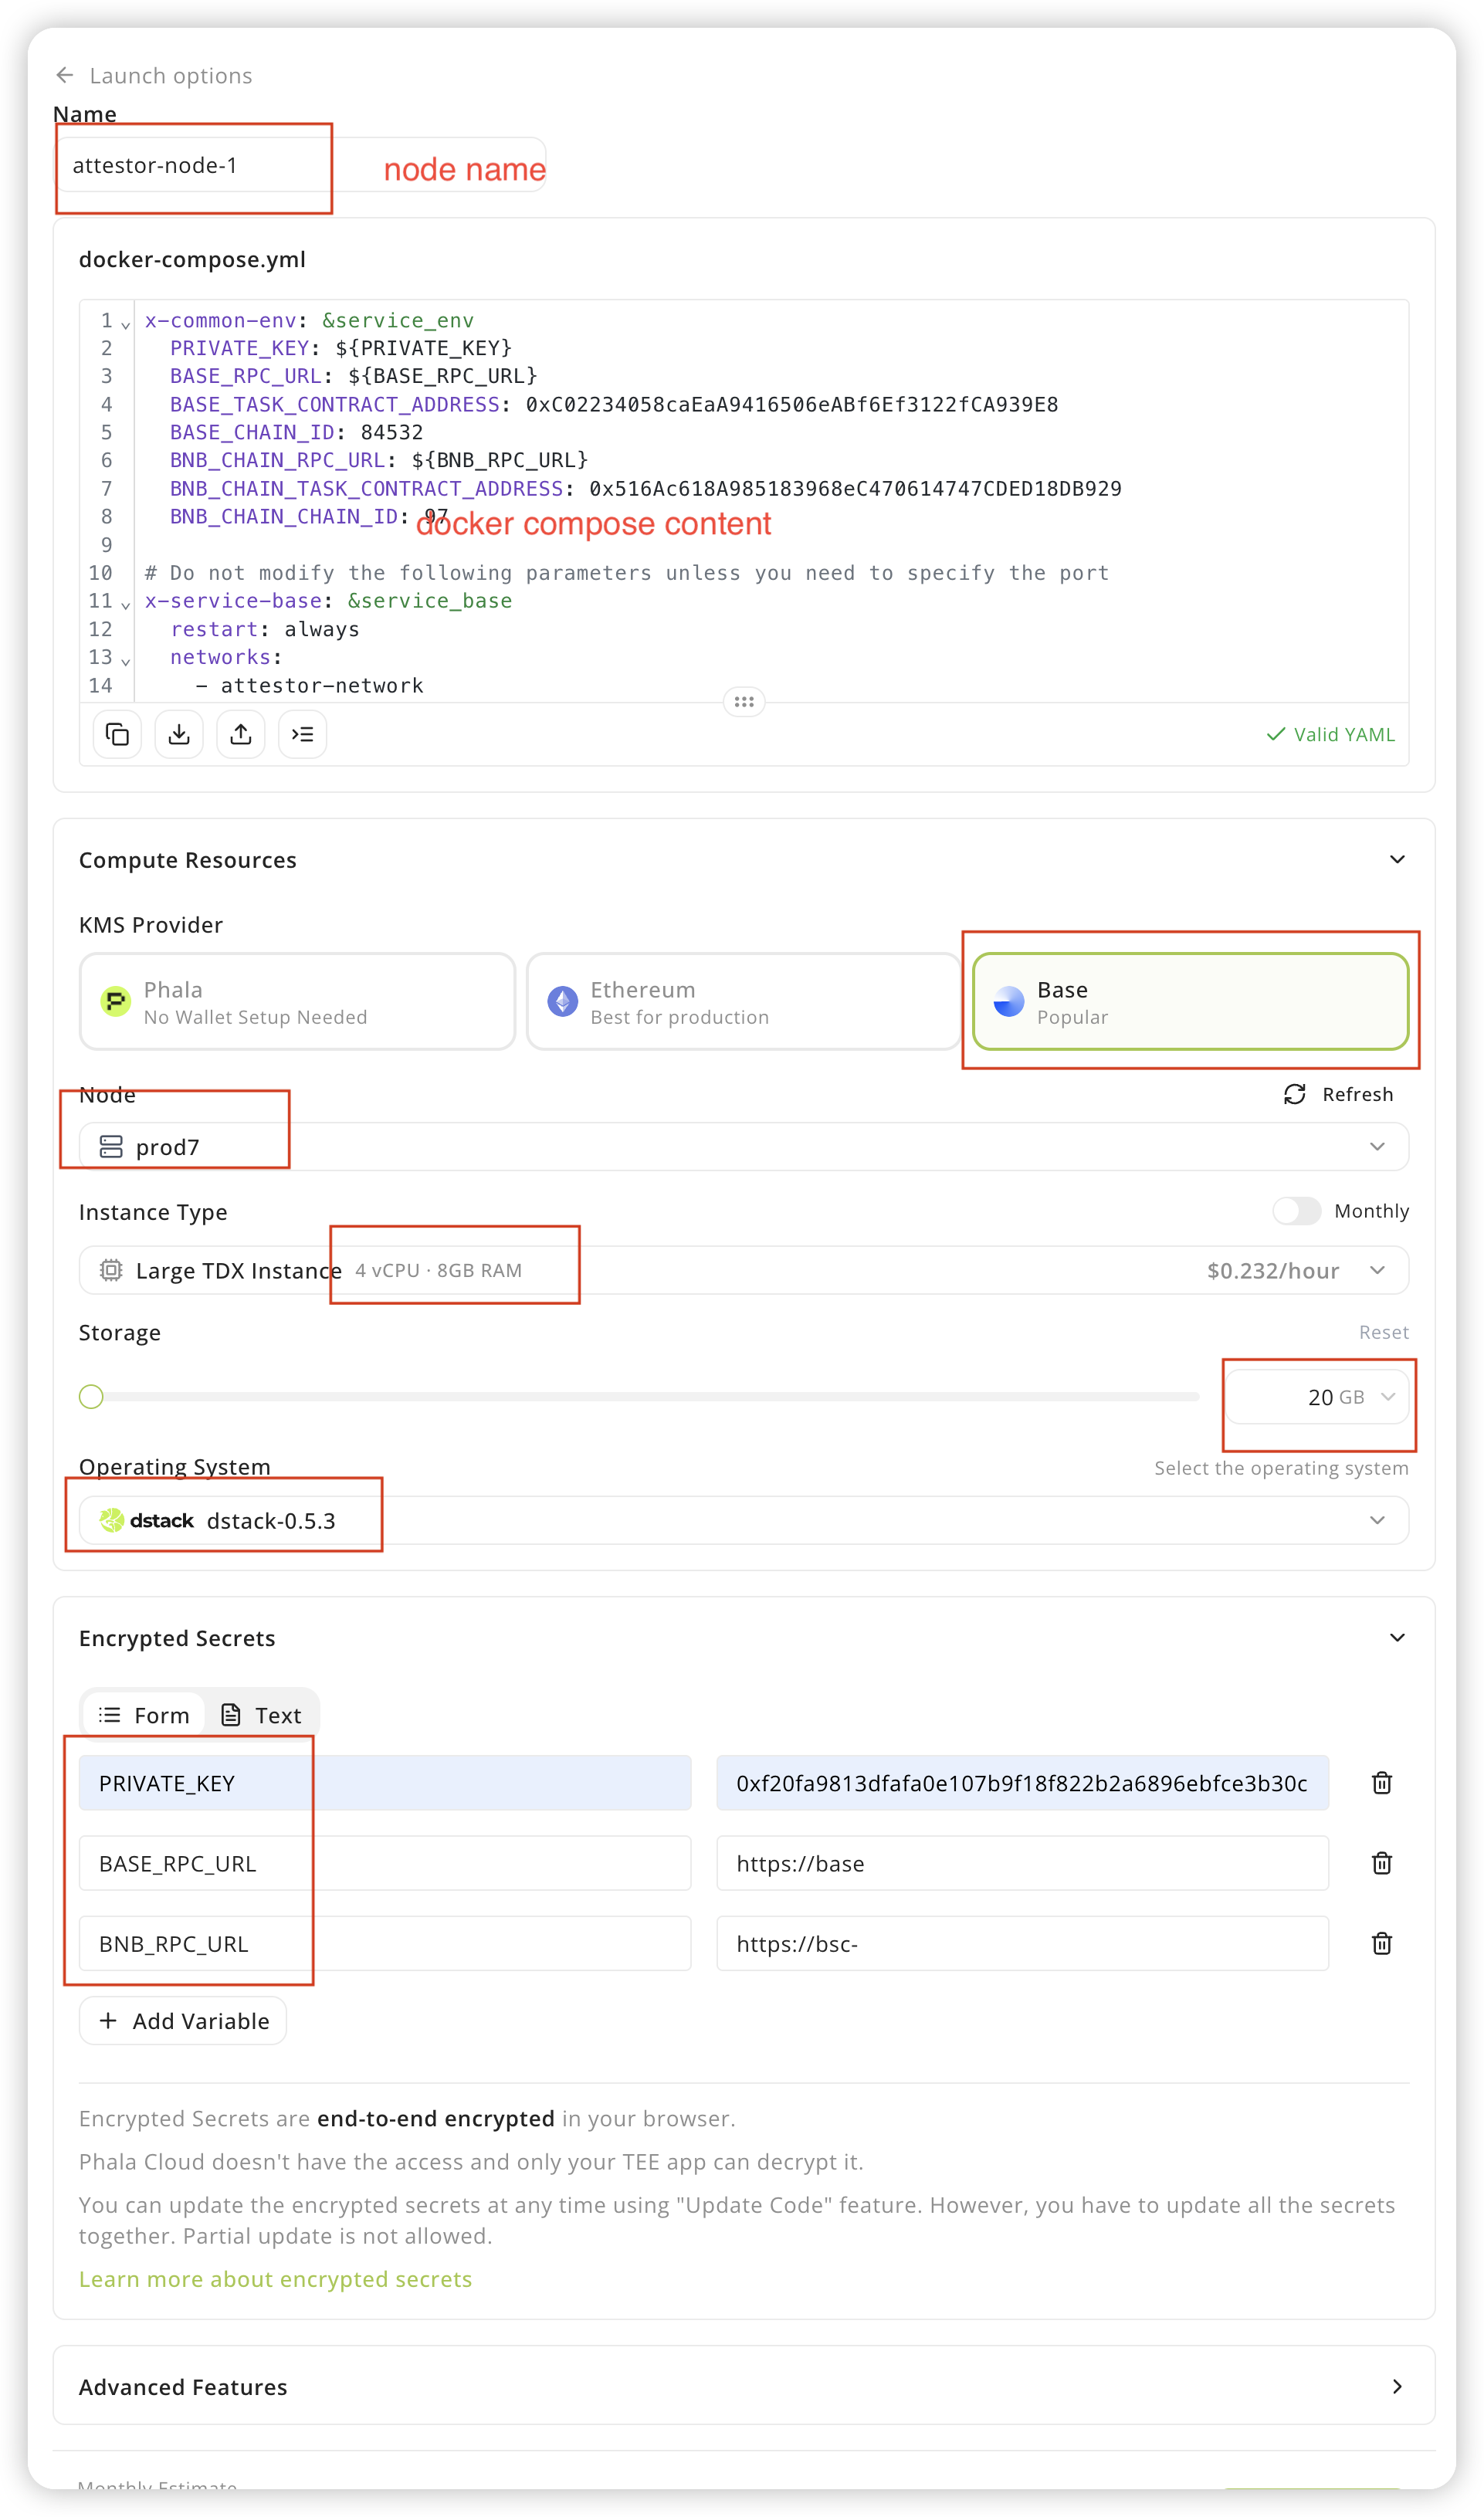 Launch options
Name
attestor-node-1
node name
docker-compose.yml
1 x-common-env: &service_env
2 PRIVATE_KEY: ${PRIVATE_KEY}
3 BASE_RPC_URL: ${BASE_RPC_URL}
4 BASE_TASK_CONTRACT_ADDRESS: 0xC02234058caEaA9416506eABf6Ef3122fCA939E8
5 BASE_CHAIN_ID: 84532
6 BNB_CHAIN_RPC_URL: ${BNB_RPC_URL}
7 BNB_CHAIN_TASK_CONTRACT_ADDRESS: 0x516Ac618A985183968eC470614747CDED18DB929
8 BNB_CHAIN_CHAIN_ID: 97
docker compose content
9
10 # Do not modify the following parameters unless you need to specify the port
11 x-service-base: &service_base
12 restart: always
13 networks:
14 - attestor-network
Valid YAML
Compute Resources
KMS Provider
Phala
No Wallet Setup Needed
Ethereum
Best for production
Base
Popular
Node
Refresh
prod7
Instance Type
Monthly
Large TDX Instance 4 vCPU · 8GB RAM $0.232/hour
Storage
Reset
20 GB
Operating System
Select the operating system
dstack dstack-0.5.3
Encrypted Secrets
Form Text
PRIVATE_KEY 0xf20fa9813dfafa0e107b9f18f822b2a6896ebfce3b30c
BASE_RPC_URL https://base
BNB_RPC_URL https://bsc-
Add Variable
Encrypted Secrets are end-to-end encrypted in your browser.
Phala Cloud doesn't have the access and only your TEE app can decrypt it.
You can update the encrypted secrets at any time using "Update Code" feature. However, you have to update all the secrets
together. Partial update is not allowed.
Learn more about encrypted secrets
Advanced Features
Monthly Estimate